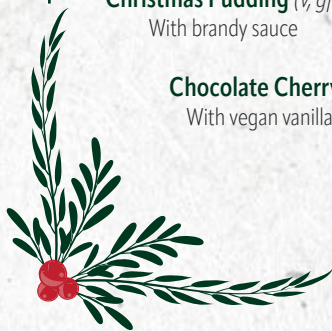 Christmas Pudding (v,
With brandy sauce
Chocolate Cherry
With vegan vanilla